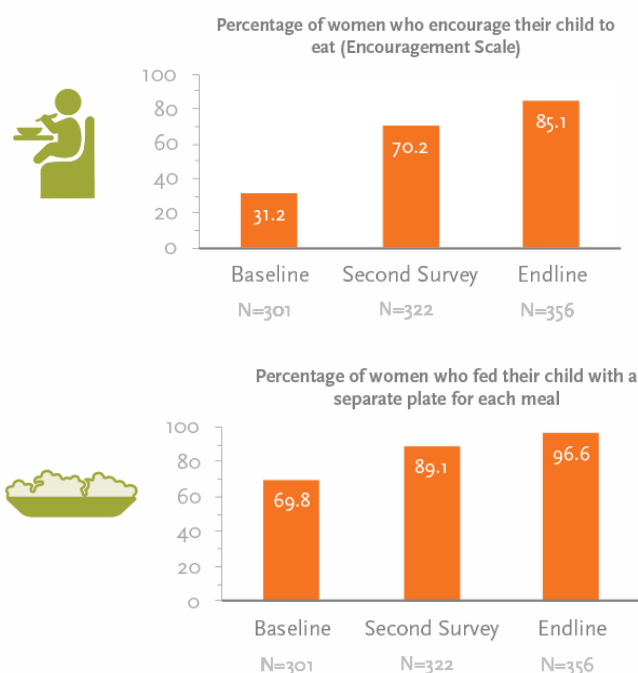 Percentage of women who encourage their child to
eat (Encouragement Scale)
100
80
60
40
20
0
31.2
70.2
85.1
Baseline
Second Survey
Endline
N=301
N=322
N=356
Percentage of women who fed their child with a
separate plate for each meal
100
80
60
40
20
0
69.8
89.1
96.6
Baseline
Second Survey
Endline
N=301
N=322
N=356